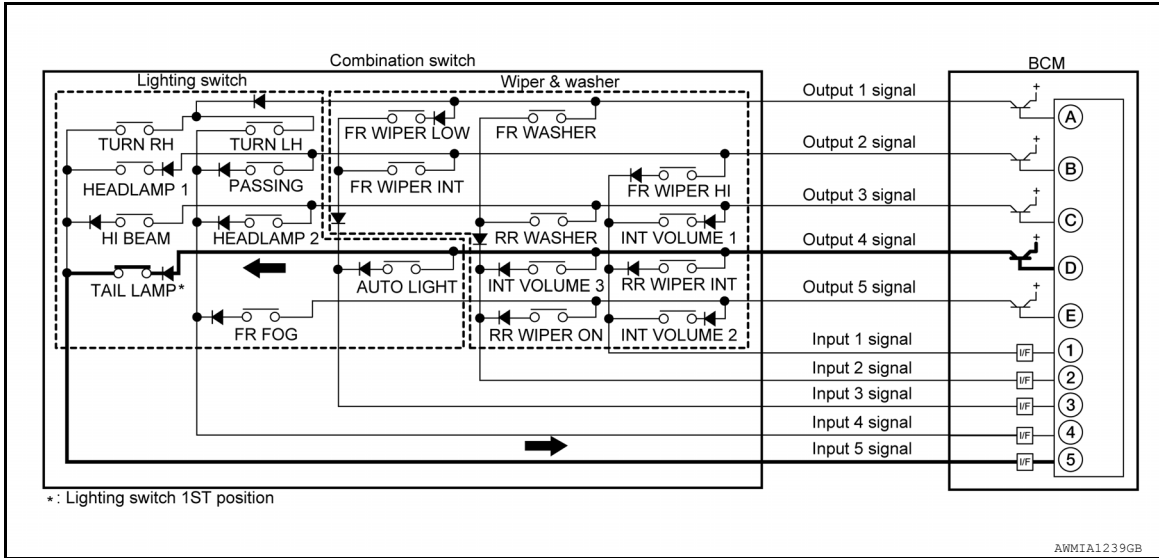 Combination switch
BCM
Lighting switch
Wiper & washer
Output 1 signal
+
A
TURN RH
TURN LH
FR WIPER LOW
FR WASHER
Output 2 signal
+
B
HEADLAMP 1
PASSING
FR WIPER INT
FR WIPER HI
Output 3 signal
+
C
HI BEAM
HEADLAMP 2
RR WASHER
INT VOLUME 1
Output 4 signal
+
D
TAIL LAMP*
AUTO LIGHT
INT VOLUME 3
RR WIPER INT
Output 5 signal
+
E
FR FOG
RR WIPER ON
INT VOLUME 2
Input 1 signal
I/F
1
Input 2 signal
I/F
2
Input 3 signal
I/F
3
Input 4 signal
I/F
4
Input 5 signal
I/F
5
*: Lighting switch 1ST position
AWMIA1239GB